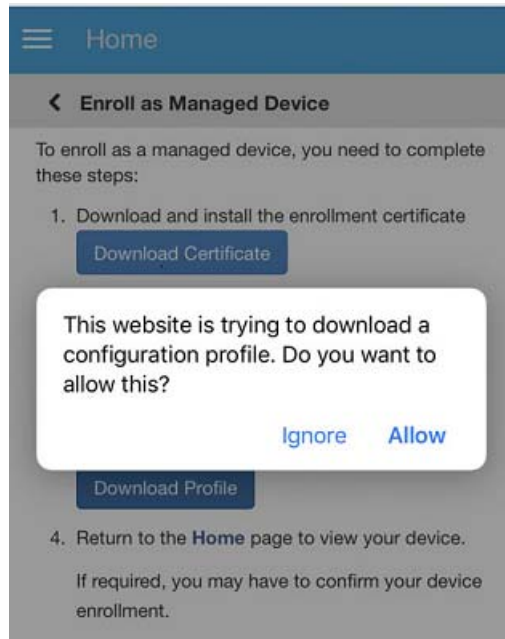 Home
Enroll as Managed Device
To enroll as a managed device, you need to complete
these steps:
1. Download and install the enrollment certificate
Download Certificate
This website is trying to download a
configuration profile. Do you want to
allow this?
Ignore Allow
Download Profile
4. Return to the Home page to view your device.
If required, you may have to confirm your device
enrollment.